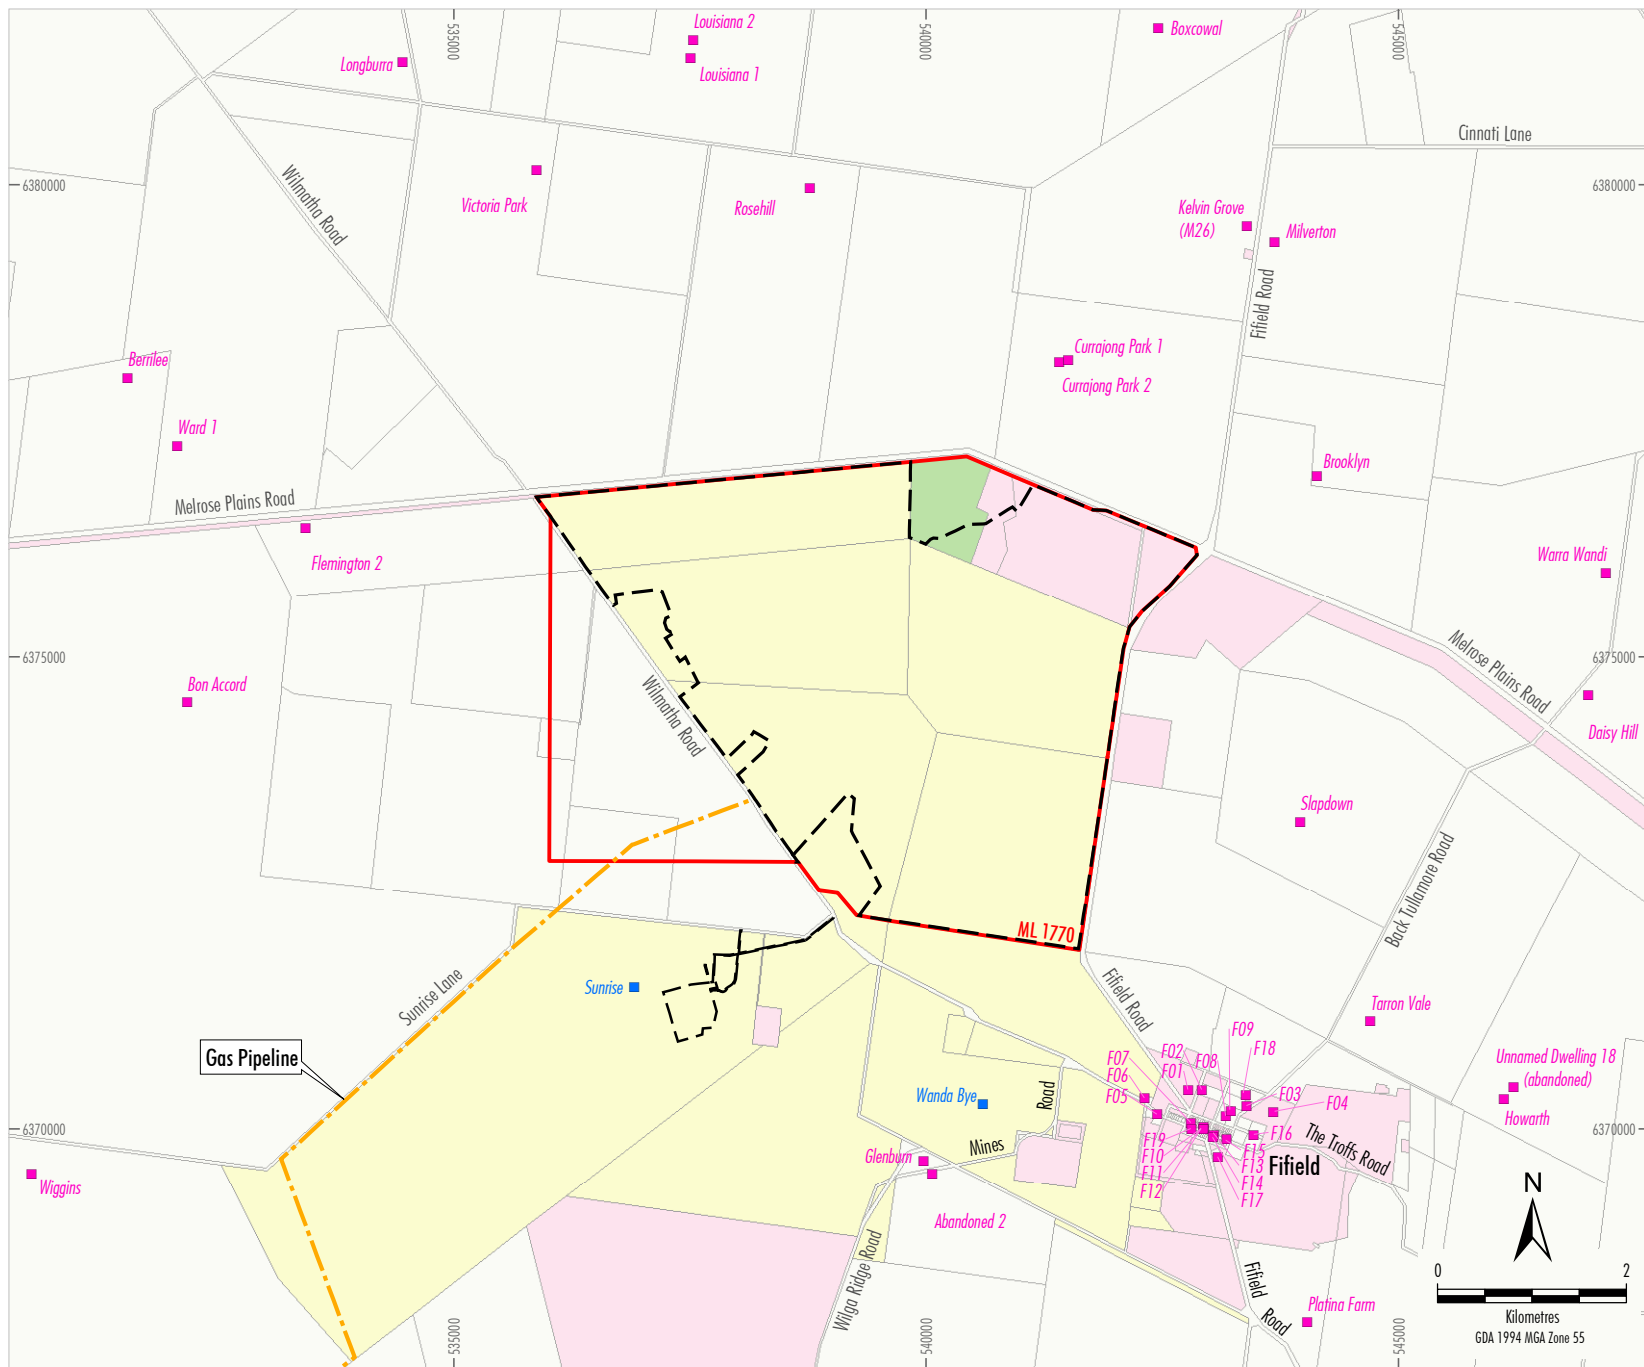 Louisiana 2
Boxcowal
535000
540000
545000
Longburra
Louisiana 1
Cinnati Lane
6380000
6380000
Wilmatha Road
Victoria Park
Rosehill
Kelvin Grove
(M26)
Milverton
Fifield Road
Currajong Park 1
Currajong Park 2
Berrilee
Ward 1
Brooklyn
Melrose Plains Road
Flemington 2
Warra Wandi
6375000
6375000
Melrose Plains Road
Bon Accord
Wilmatha Road
Daisy Hill
Slapdown
Back Tullamore Road
ML 1770
Sunrise Lane
Sunrise
Fifield Road
Tarron Vale
Gas Pipeline
F09
F18
F02
F08
F07
F01
F06
F05
Unnamed Dwelling 18
(abandoned)
Howarth
Wanda Bye
Road
F03
F04
6370000
6370000
Mines
F19
F16
The Troffs Road
F10
F15
F11
F13
Fifield
F12
F14
F17
Glenburn
Wiggins
Abandoned 2
N
Wilga Ridge Road
Fifield
Road
Platina Farm
0
2
Kilometres
GDA 1994 MGA Zone 55
535000
540000
545000